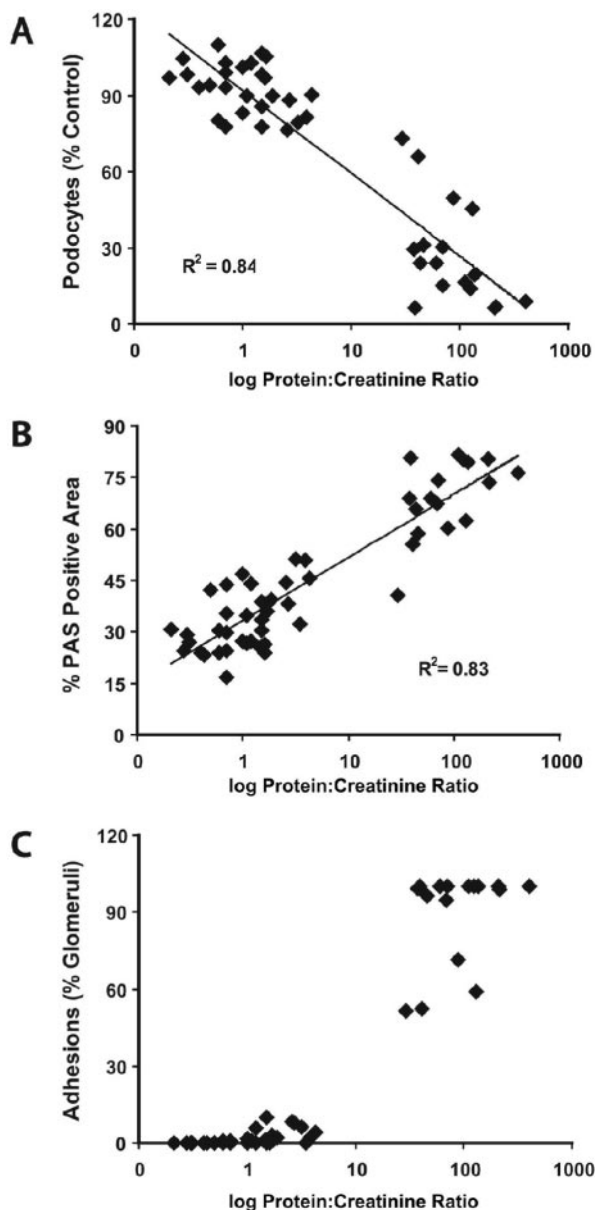 A
120
90
60
30
0
Podocytes (% Control)
R² = 0.84
0 1 10 100 1000
log Protein:Creatinine Ratio
B
90
75
60
45
30
15
0
% PAS Positive Area
R²= 0.83
0 1 10 100 1000
log Protein:Creatinine Ratio
C
120
90
60
30
0
Adhesions (% Glomeruli)
0 1 10 100 1000
log Protein:Creatinine Ratio